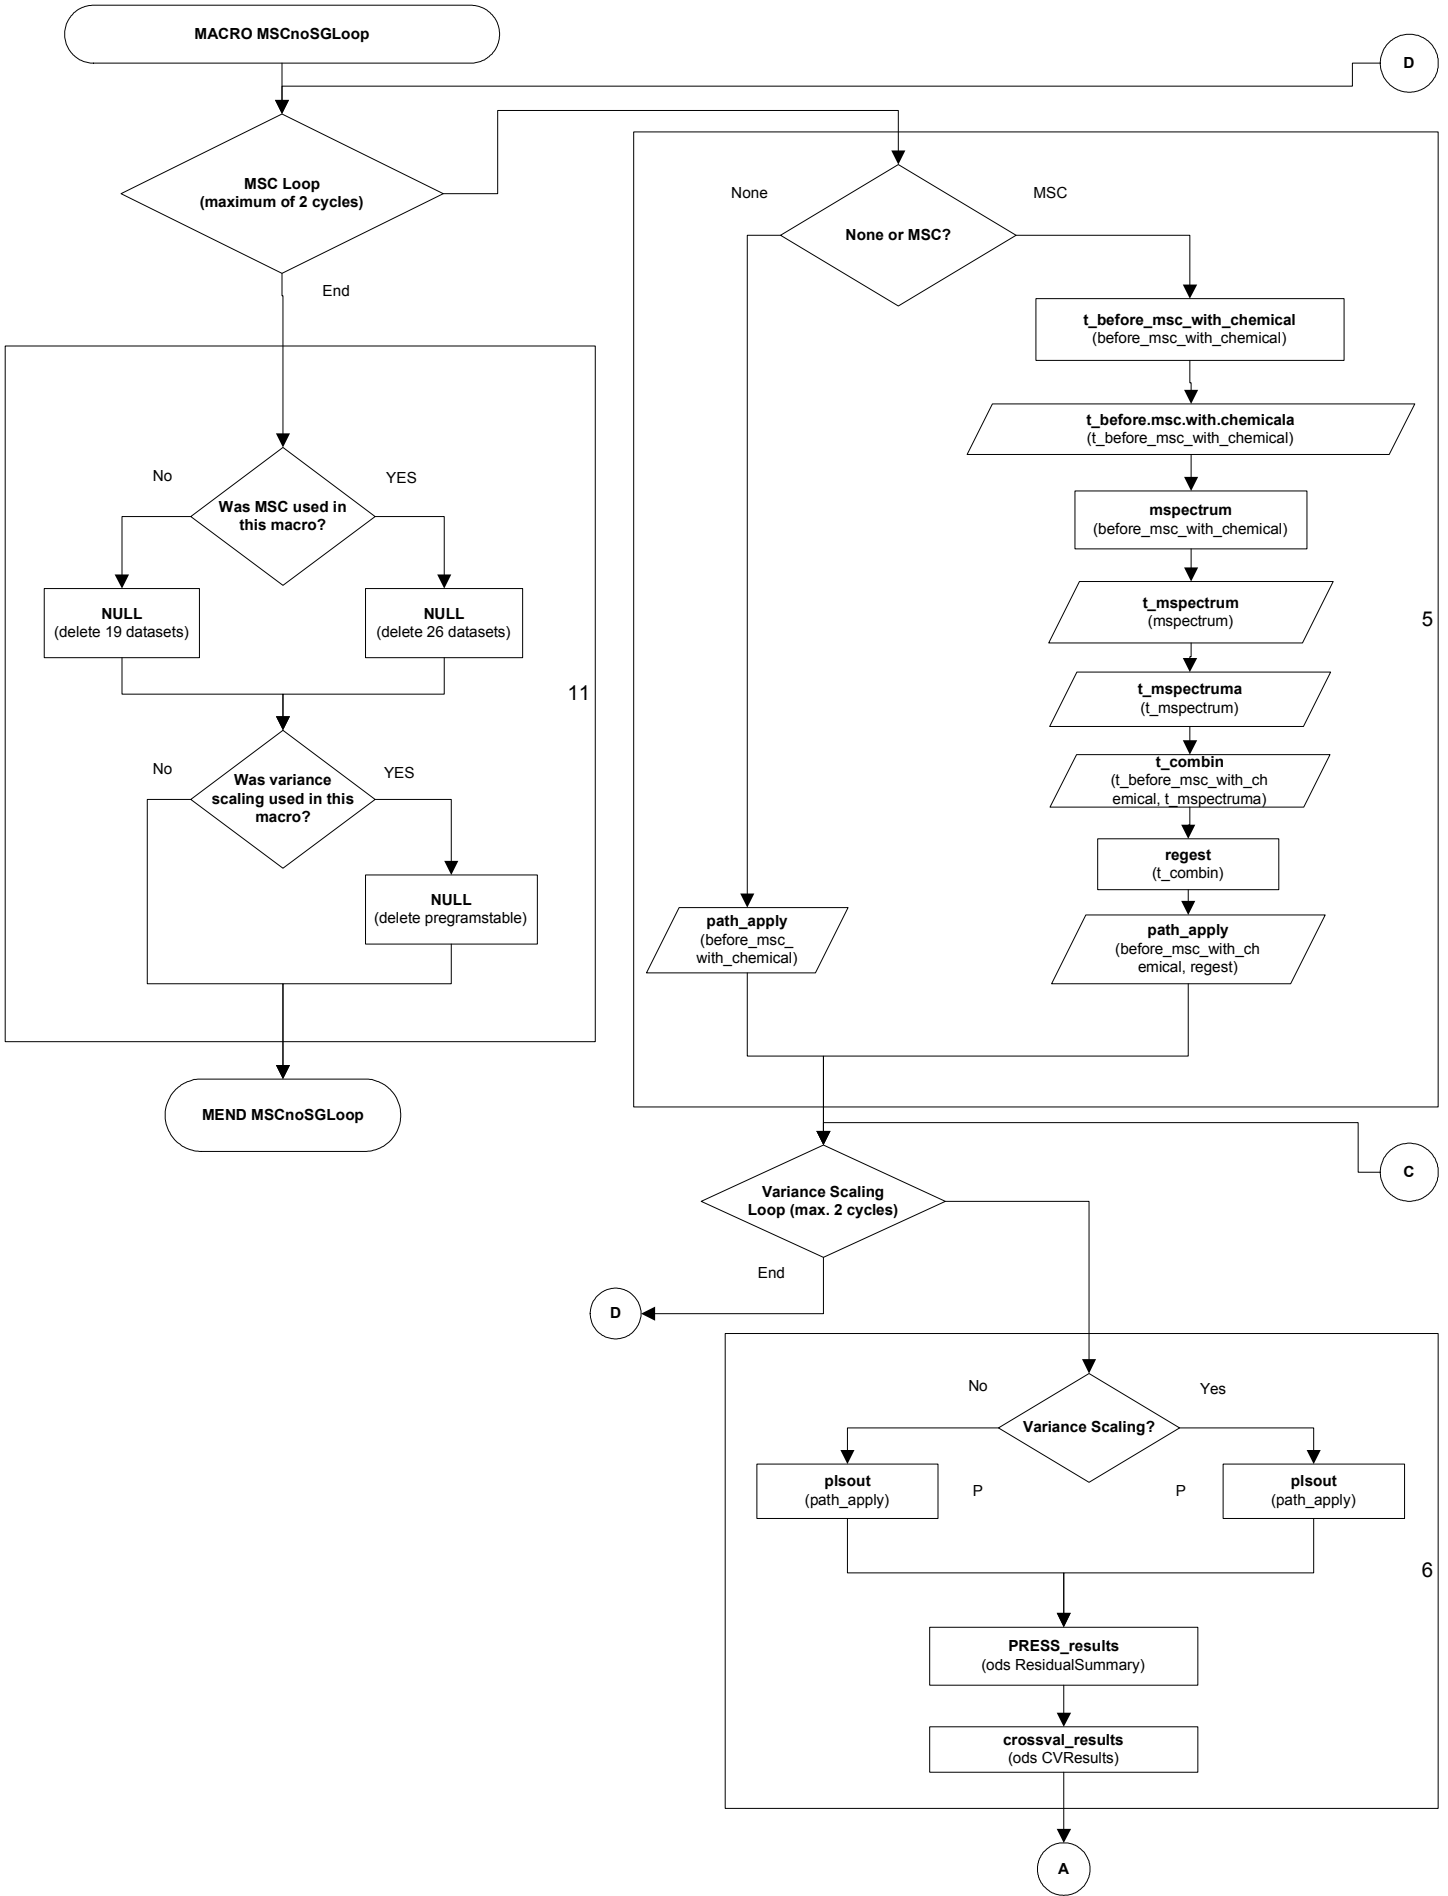 MACRO MSCnoSGLoop
D
MSC Loop
(maximum of 2 cycles)
End
None
MSC
None or MSC?
t_before_msc_with_chemical
(before_msc_with_chemical)
t_before.msc.with.chemicala
(t_before_msc_with_chemical)
mspectrum
(before_msc_with_chemical)
t_mspectrum
(mspectrum)
t_mspectruma
(t_mspectrum)
t_combin
(t_before_msc_with_ch
emical, t_mspectruma)
regest
(t_combin)
path_apply
(before_msc_with_ch
emical, regest)
path_apply
(before_msc_
with_chemical)
5
No
YES
Was MSC used in
this macro?
NULL
(delete 19 datasets)
NULL
(delete 26 datasets)
11
No
YES
Was variance
scaling used in this
macro?
NULL
(delete pregramstable)
MEND MSCnoSGLoop
C
Variance Scaling
Loop (max. 2 cycles)
End
D
No
Yes
Variance Scaling?
plsout
(path_apply)
P
P
plsout
(path_apply)
6
PRESS_results
(ods ResidualSummary)
crossval_results
(ods CVResults)
A